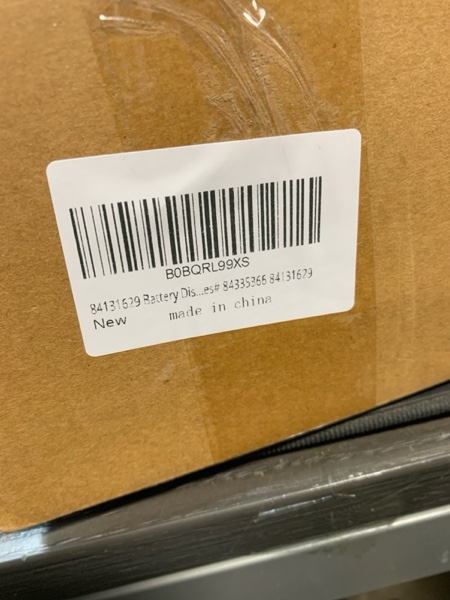 B0BQRL99XS
84131629 Battery Dis...es# 84335366 84131629
New
made in china